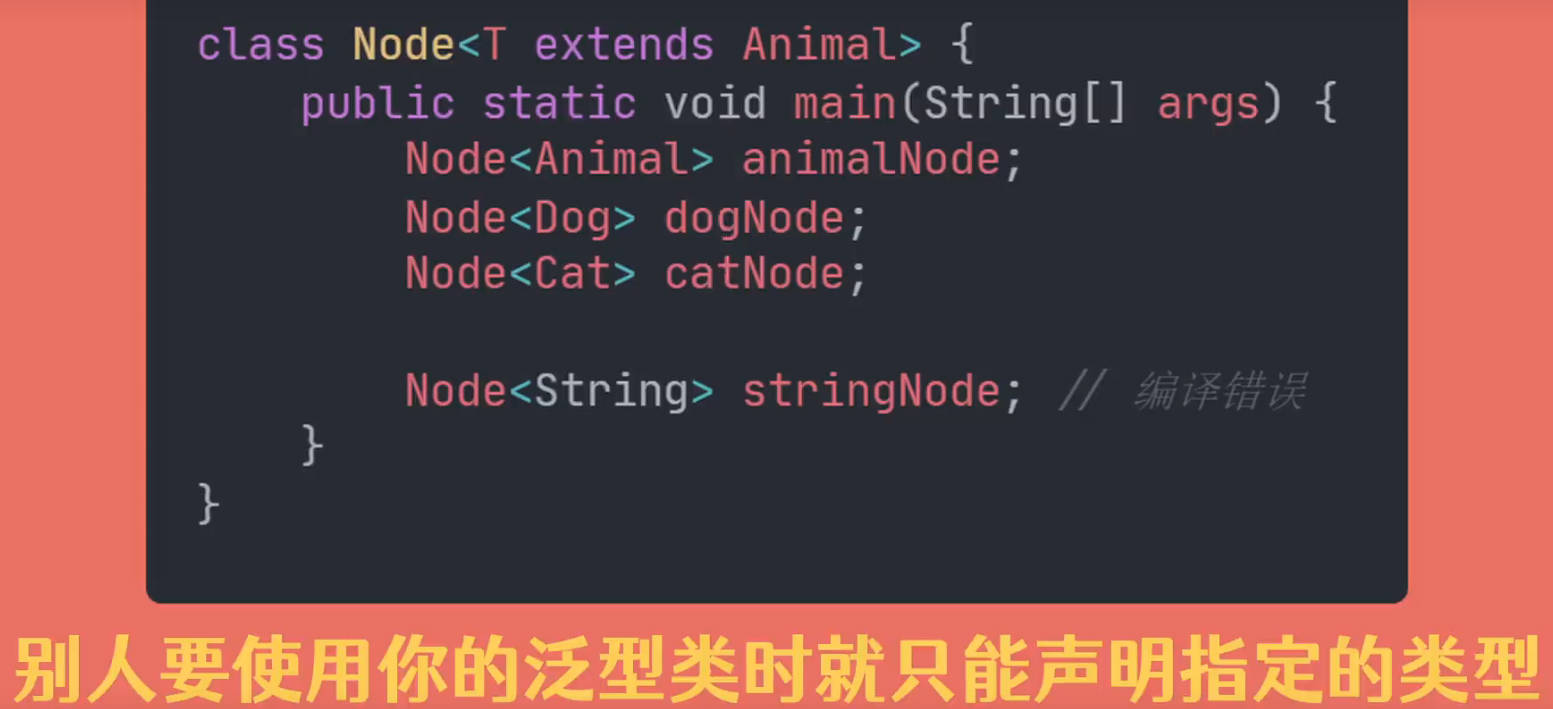 class Node<T extends Animal> {
public static void main(String[] args) {
Node<Animal> animalNode;
Node<Dog> dogNode;
Node<Cat> catNode;
Node<String> stringNode; // 编译错误
}
}
别人要使用你的泛型类时就只能声明指定的类型